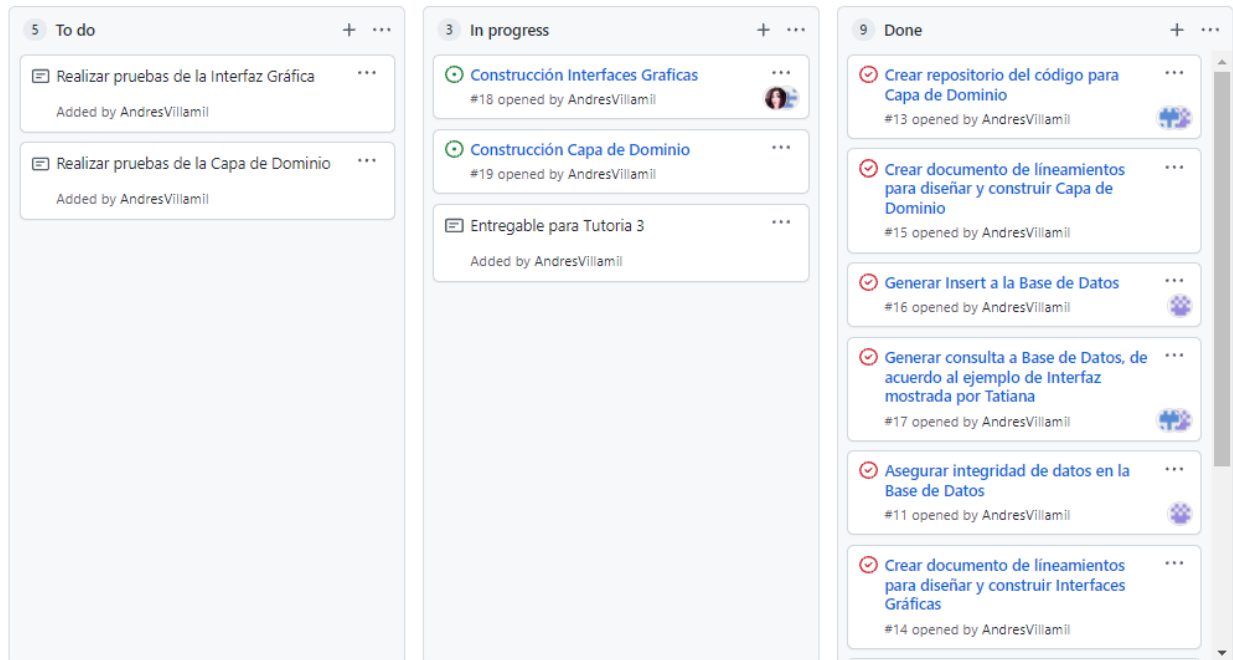 5 To do
Realizar pruebas de la Interfaz Gráfica
Added by AndresVillamil
Realizar pruebas de la Capa de Dominio
Added by AndresVillamil
3 In progress
Construcción Interfaces Graficas
#18 opened by AndresVillamil
Construcción Capa de Dominio
#19 opened by AndresVillamil
Entregable para Tutoria 3
Added by AndresVillamil
9 Done
Crear repositorio del código para
Capa de Dominio
#13 opened by AndresVillamil
Crear documento de líneamientos
para diseñar y construir Capa de
Dominio
#15 opened by AndresVillamil
Generar Insert a la Base de Datos
#16 opened by AndresVillamil
Generar consulta a Base de Datos, de
acuerdo al ejemplo de Interfaz
mostrada por Tatiana
#17 opened by AndresVillamil
Asegurar integridad de datos en la
Base de Datos
#11 opened by AndresVillamil
Crear documento de líneamientos
para diseñar y construir Interfaces
Gráficas
#14 opened by AndresVillamil